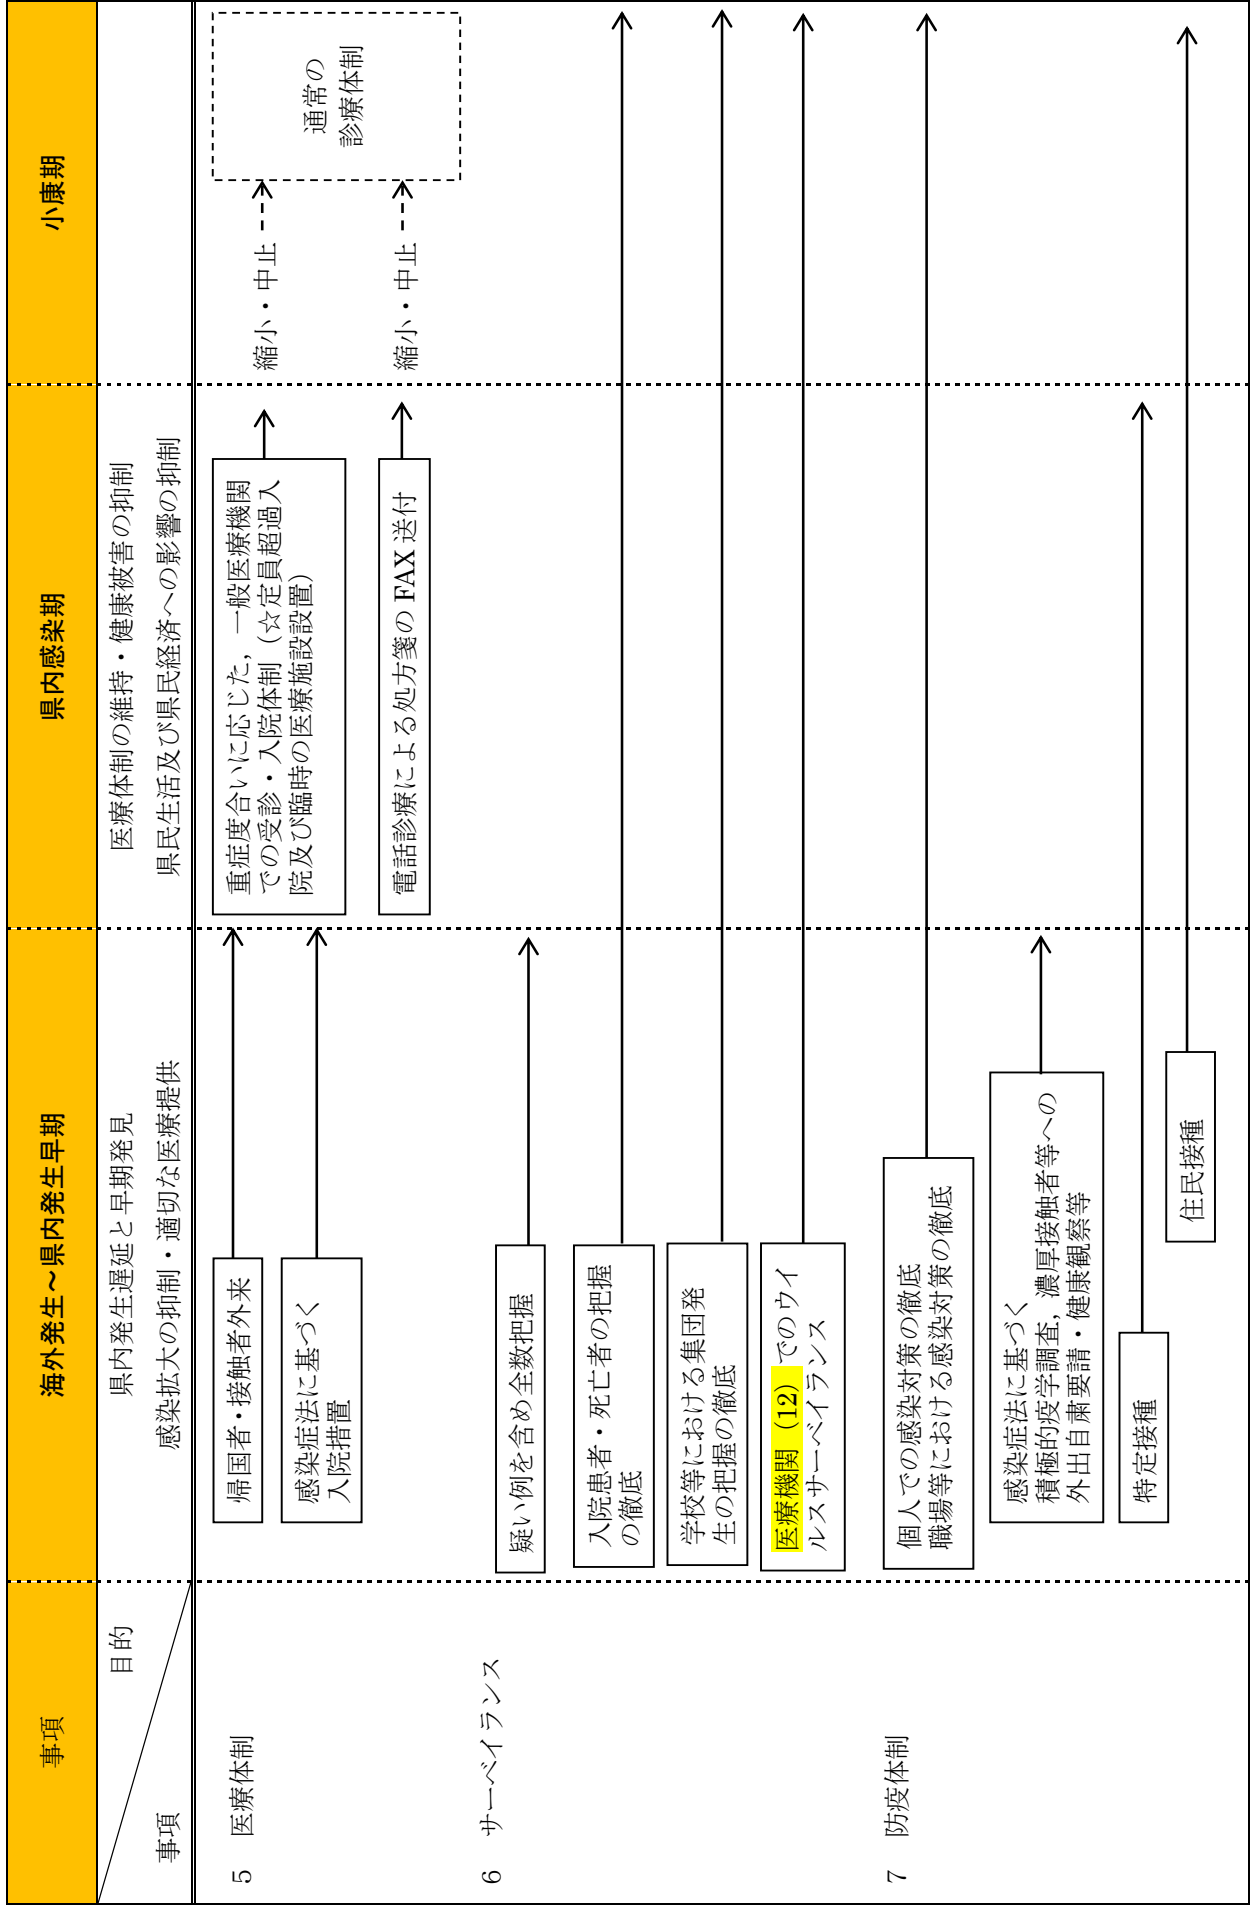 事項
海外発生～県内発生早期
県内感染期
小康期
目的
事項
県内発生遅延と早期発見
感染拡大の抑制・適切な医療提供
医療体制の維持・健康被害の抑制
県民生活及び県民経済への影響の抑制
5 医療体制
帰国者・接触者外来
感染症法に基づく
入院措置
重症度合いに応じた，一般医療機関
での受診・入院体制（☆定員超過入
院及び臨時の医療施設設置）
電話診療による処方箋の FAX 送付
縮小・中止
縮小・中止
通常の
診療体制
6 サーベイランス
疑い例を含め全数把握
入院患者・死亡者の把握
の徹底
学校等における集団発
生の把握の徹底
医療機関（12）でのウイ
ルスサーベイランス
7 防疫体制
個人での感染対策の徹底
職場等における感染対策の徹底
感染症法に基づく
積極的疫学調査，濃厚接触者等への
外出自粛要請・健康観察等
特定接種
住民接種